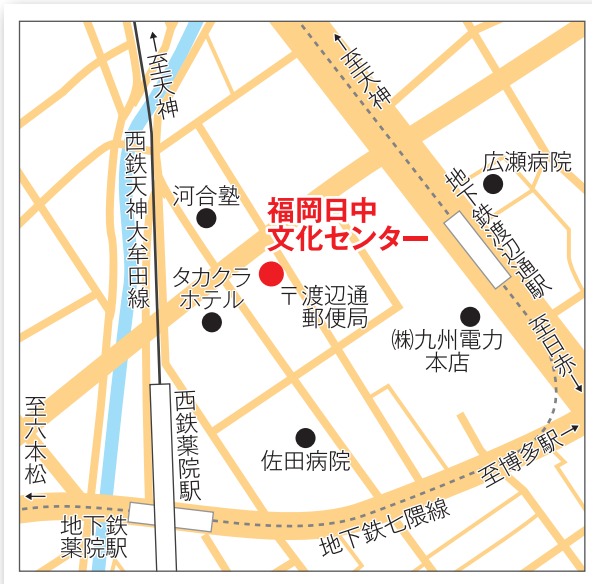 ←至天神
←至天神
西鉄天神大牟田線
河合塾
福岡日中
文化センター
広瀬病院
地下鉄渡辺通駅
タカクラ
ホテル
〒渡辺通
郵便局
㈱九州電力
本店
至日赤→
至六本松
←
西鉄薬院駅
佐田病院
至博多駅→
地下鉄七隈線
地下鉄
薬院駅